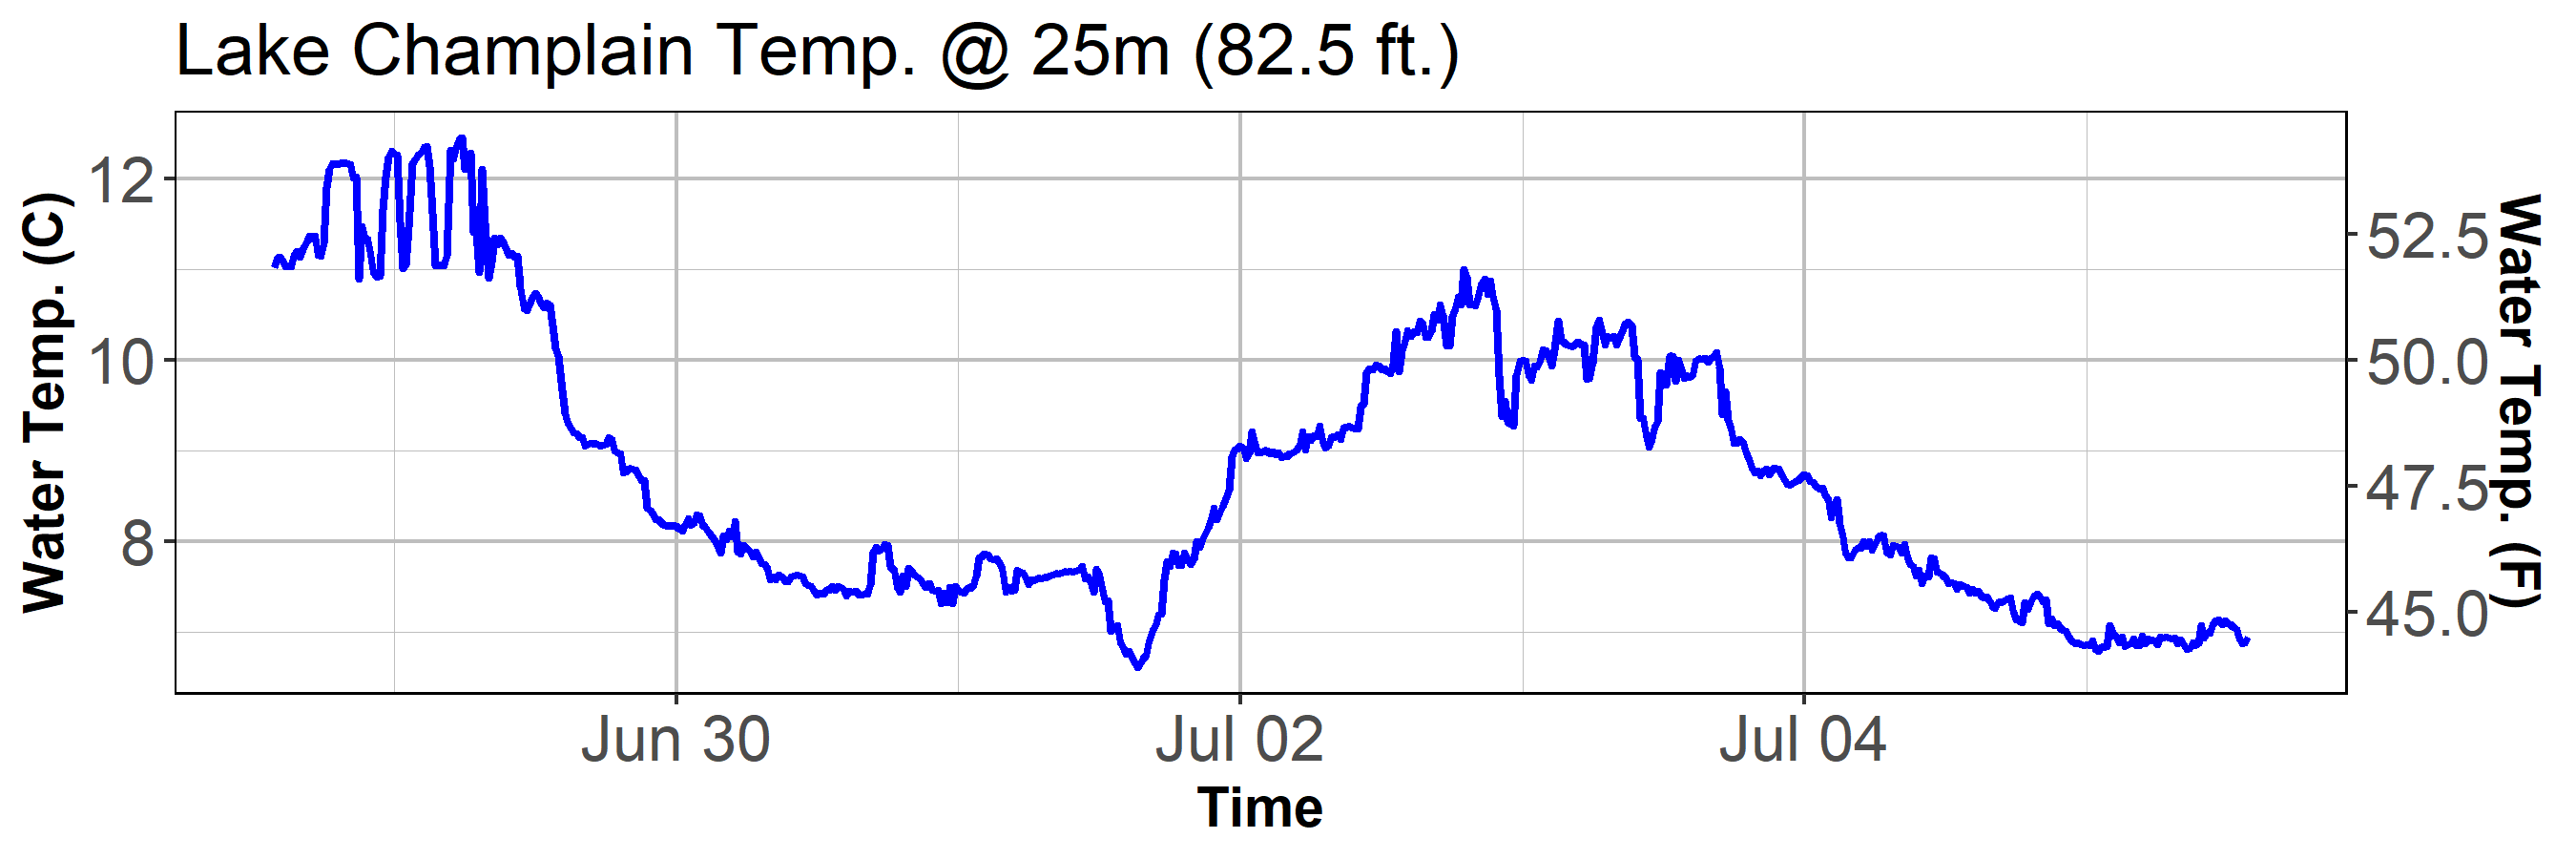 Lake Champlain Temp. @ 25m (82.5 ft.)
Water Temp. (C)
12
10
8
52.5
50.0
47.5
45.0
Water Temp. (F)
Jun 30
Jul 02
Jul 04
Time